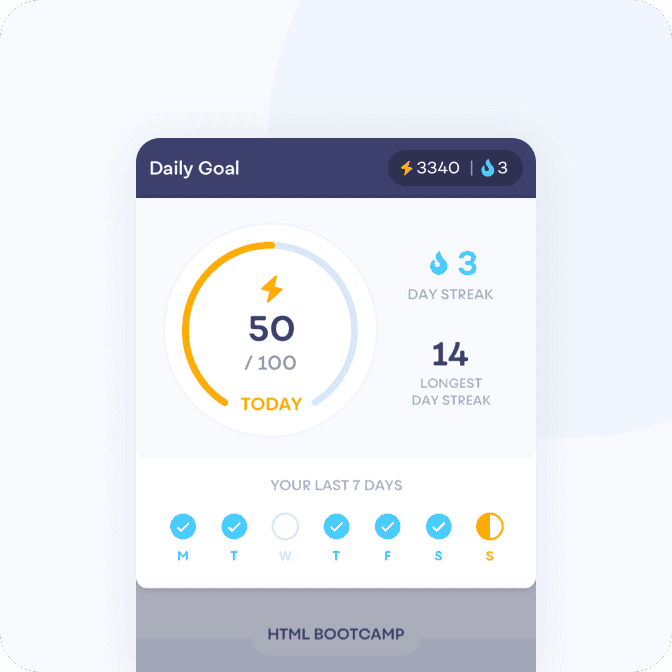 Daily Goal
3340 | 3
50
/ 100
TODAY
3
DAY STREAK
14
LONGEST
DAY STREAK
YOUR LAST 7 DAYS
M T W T F S S
HTML BOOTCAMP